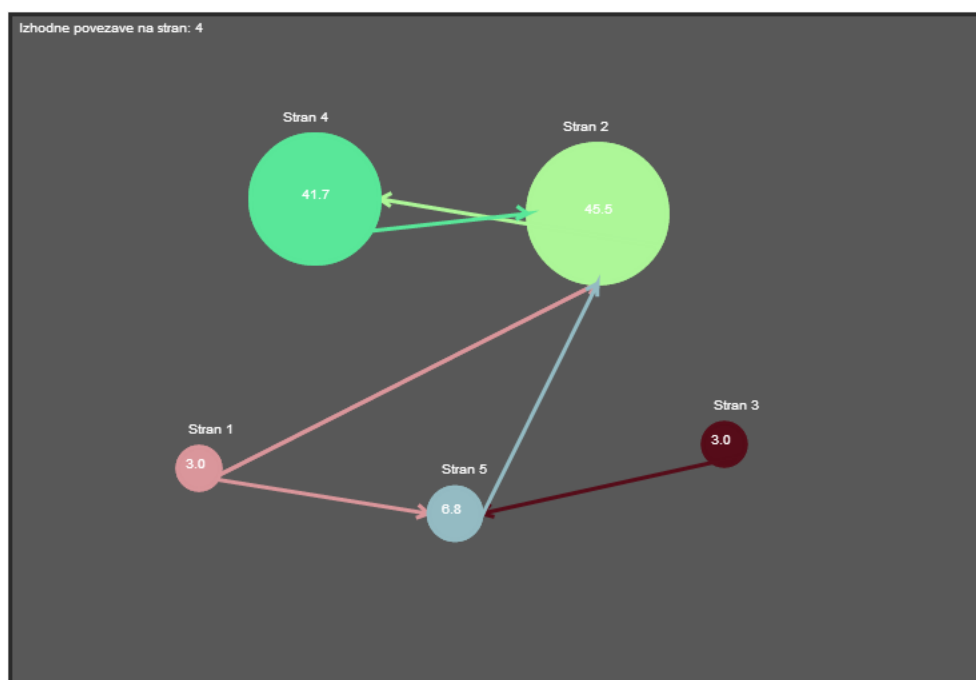 Izhodne povezave na stran: 4
Stran 4
Stran 2
41.7
45.5
Stran 3
Stran 1
3.0
3.0
Stran 5
6.8